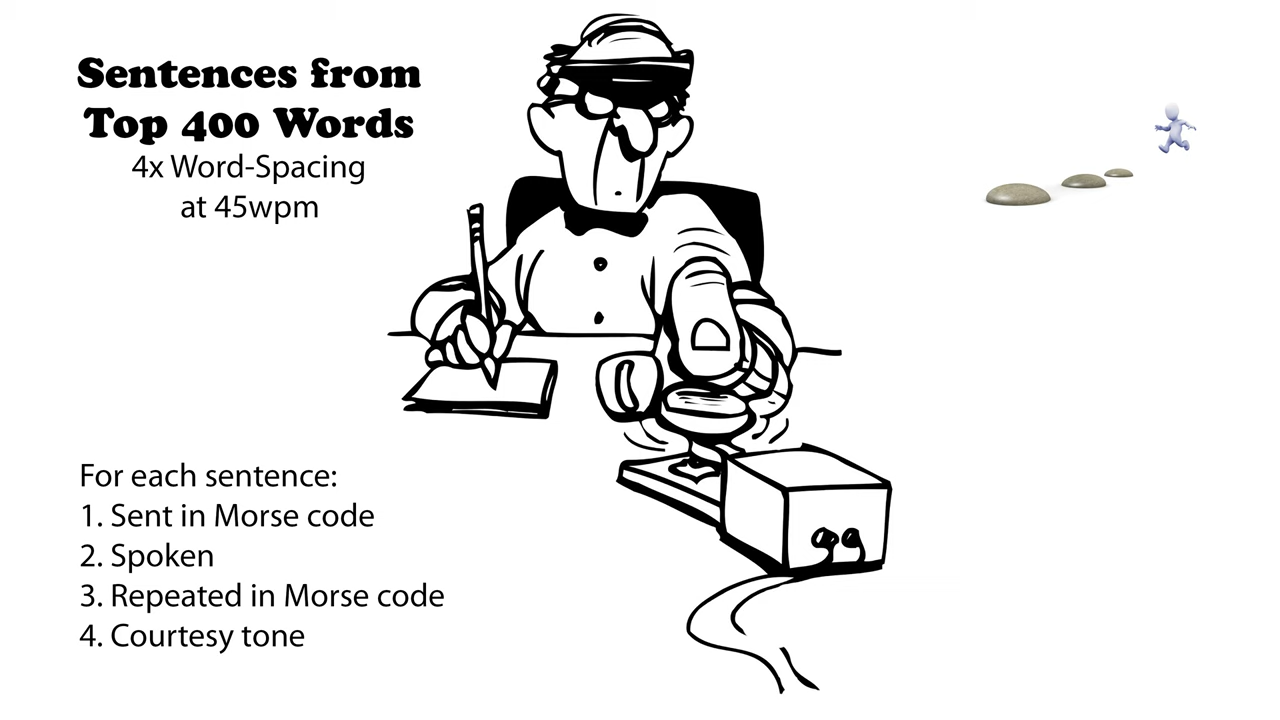 Sentences from
Top 400 Words
4x Word-Spacing
at 45wpm
For each sentence:
1. Sent in Morse code
2. Spoken
3. Repeated in Morse code
4. Courtesy tone